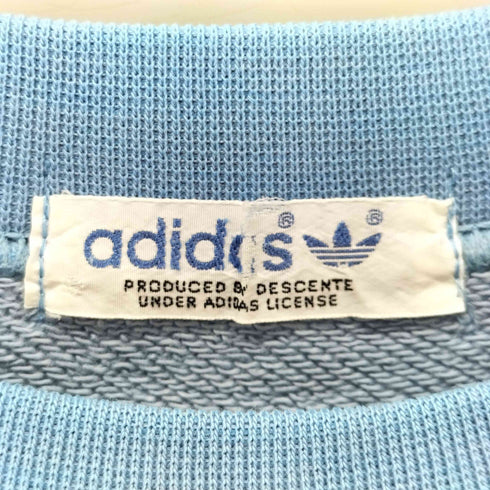 adidas®
PRODUCED BY DESCENTE
UNDER ADIDAS LICENSE